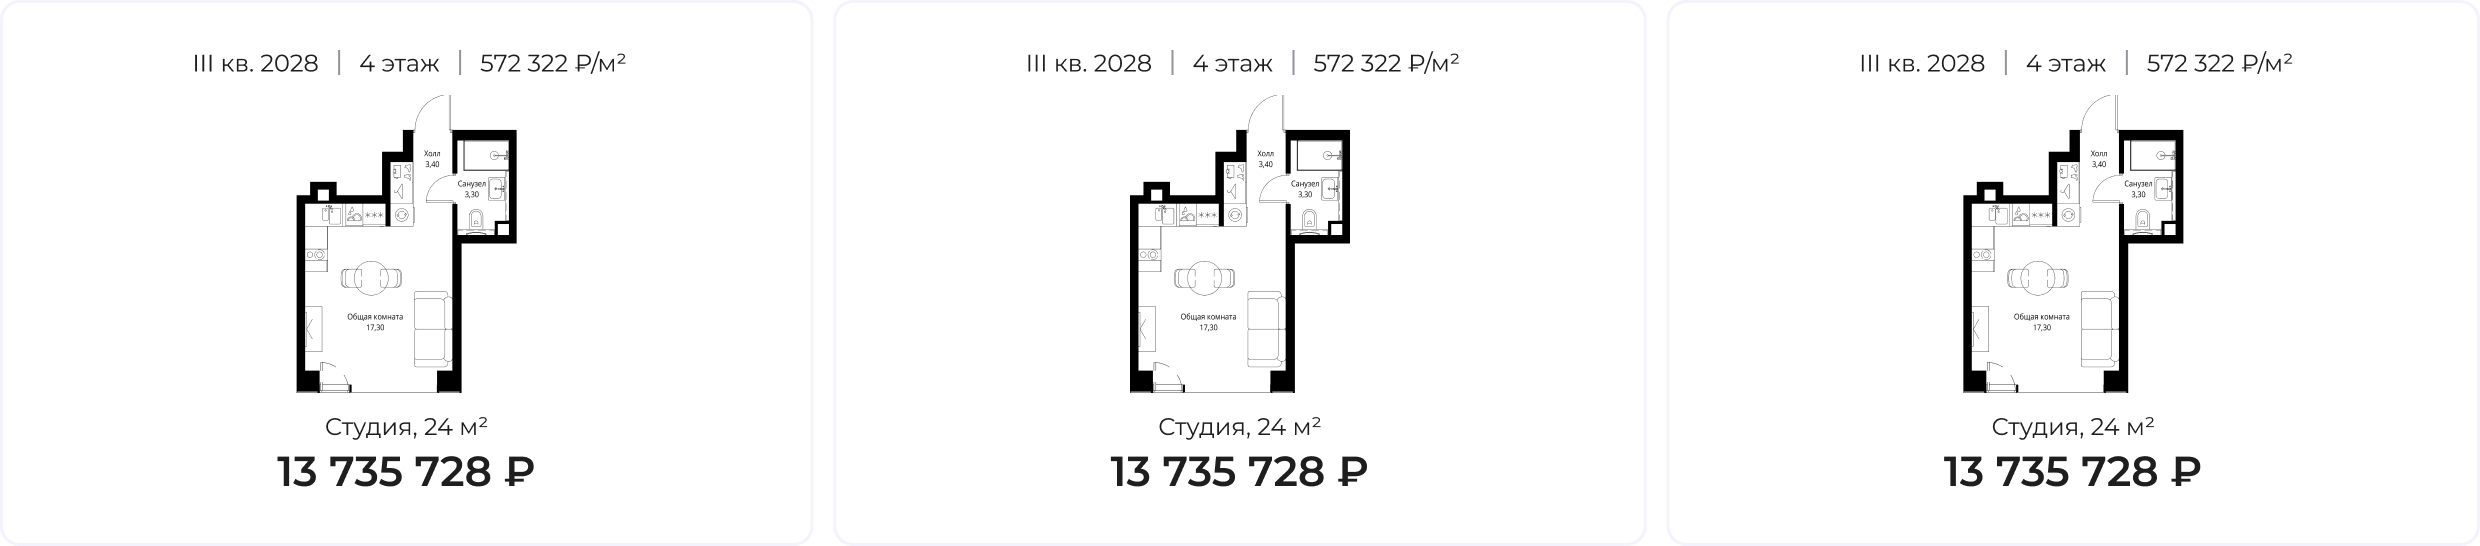 III кв. 2028 | 4 этаж | 572 322 ₽/м²
Холл
3,40
Санузел
3,30
Общая комната
17,30
Студия, 24 м²
13 735 728 ₽
III кв. 2028 | 4 этаж | 572 322 ₽/м²
Холл
3,40
Санузел
3,30
Общая комната
17,30
Студия, 24 м²
13 735 728 ₽
III кв. 2028 | 4 этаж | 572 322 ₽/м²
Холл
3,40
Санузел
3,30
Общая комната
17,30
Студия, 24 м²
13 735 728 ₽